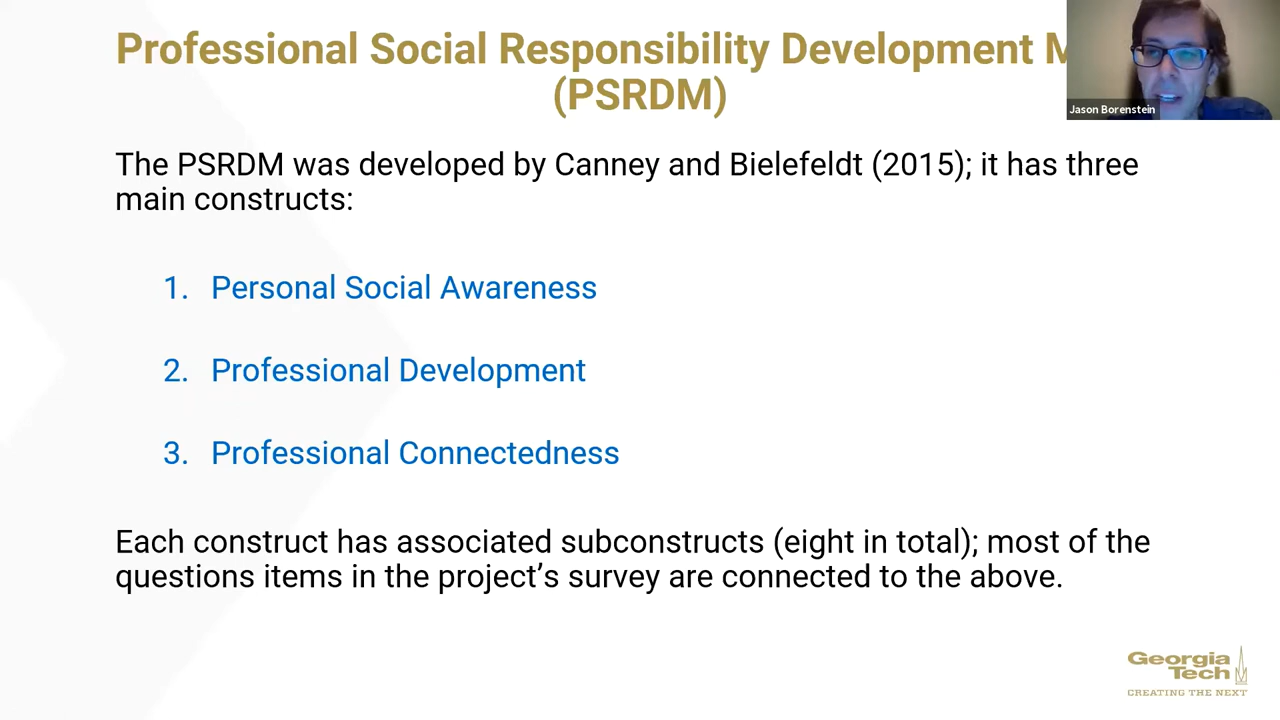 Professional Social Responsibility Development
(PSRDM)
Jason Borenstein
The PSRDM was developed by Canney and Bielefeldt (2015); it has three
main constructs:
1. Personal Social Awareness
2. Professional Development
3. Professional Connectedness
Each construct has associated subconstructs (eight in total); most of the
questions items in the project’s survey are connected to the above.
Georgia
Tech
CREATING THE NEXT